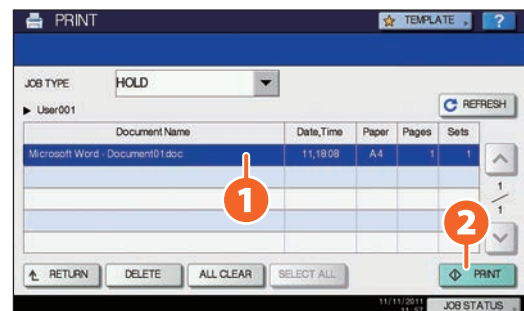 PRINT TEMPLATE ?
JOB TYPE HOLD
User001 REFRESH
Document Name Date,Time Paper Pages Sets
Microsoft Word - Document01.doc 11,18:08 A4 1 1
1
1
1
2
RETURN DELETE ALL CLEAR SELECT ALL PRINT
11/11/2011
JOB STATUS